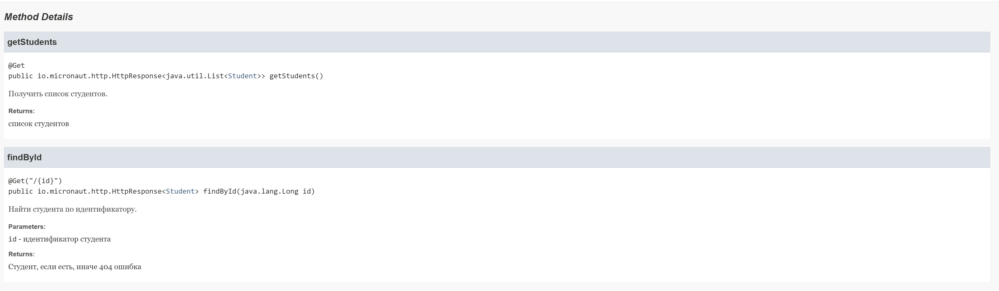 Method Details
getStudents
@Get
public io.micronaut.http.HttpResponse<java.util.List<Student>> getStudents()
Получить список студентов.
Returns:
список студентов
findById
@Get("/{id}")
public io.micronaut.http.HttpResponse<Student> findById(java.lang.Long id)
Найти студента по идентификатору.
Parameters:
id - идентификатор студента
Returns:
Студент, если есть, иначе 404 ошибка